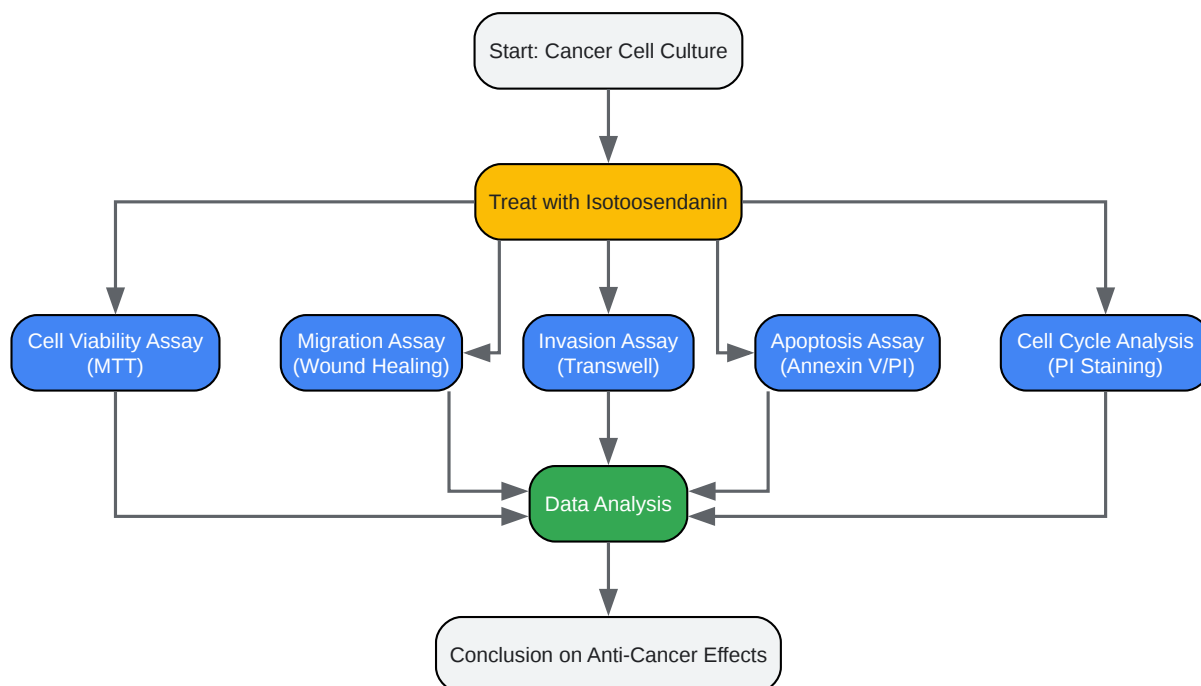 Start: Cancer Cell Culture
Treat with Isotoosendanin
Cell Viability Assay
(MTT)
Migration Assay
(Wound Healing)
Invasion Assay
(Transwell)
Apoptosis Assay
(Annexin V/PI)
Cell Cycle Analysis
(PI Staining)
Data Analysis
Conclusion on Anti-Cancer Effects